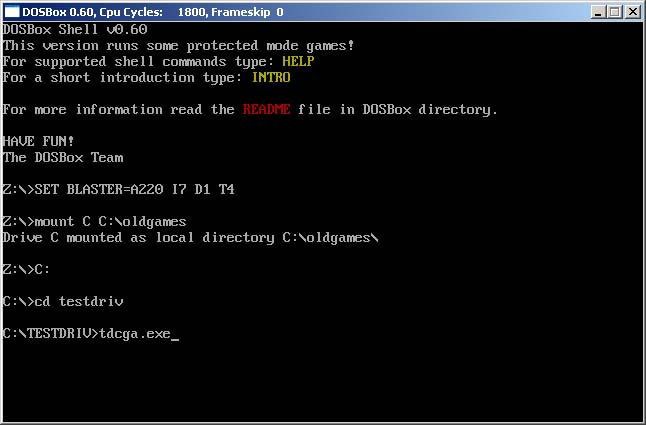 DOSBox 0.60, Cpu Cycles: 1800, Frameskip 0
DOSBox Shell v0.60
This version runs some protected mode games!
For supported shell commands type: HELP
For a short introduction type: INTRO
For more information read the README file in DOSBox directory.
HAVE FUN!
The DOSBox Team
Z:\>SET BLASTER=A220 I7 D1 T4
Z:\>mount C C:\oldgames
Drive C mounted as local directory C:\oldgames\
Z:\>C:
C:\>cd testdriv
C:\TESTDRIV>tdcga.exe_